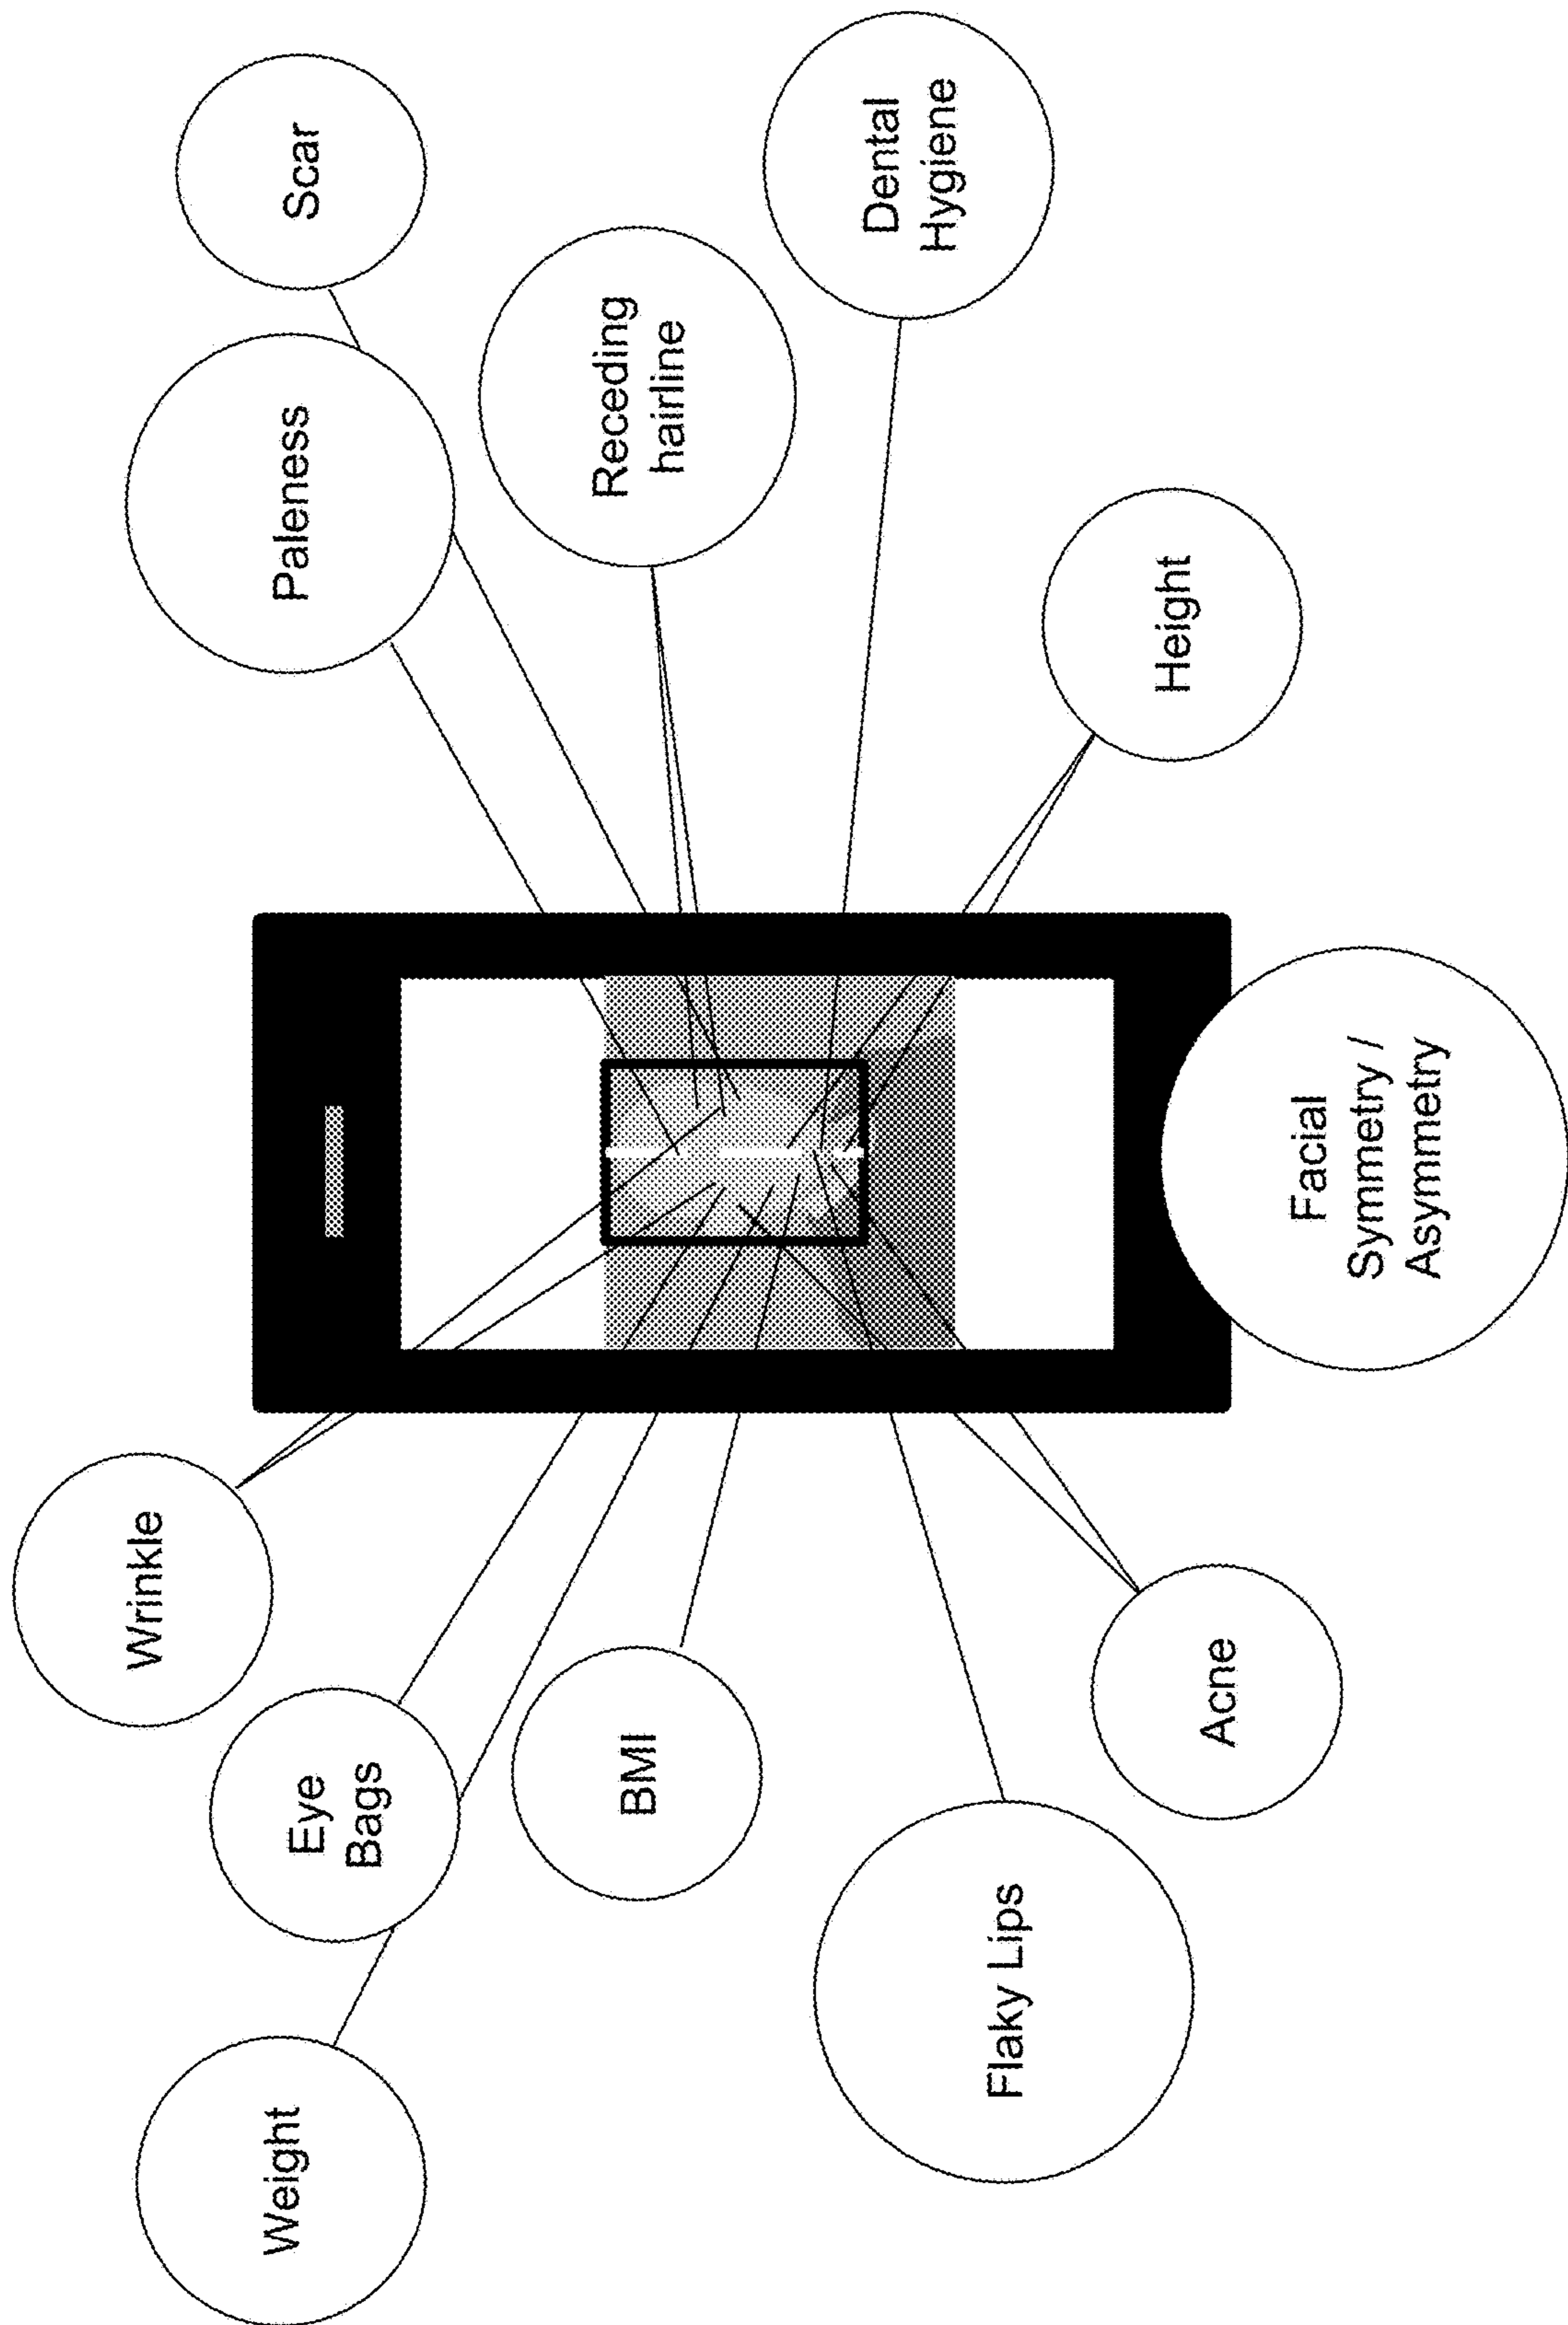 Wrinkle
Eye
Bags
Weight
BMI
Flaky Lips
Acne
Facial
Symmetry /
Asymmetry
Scar
Paleness
Receding
hairline
Dental
Hygiene
Height